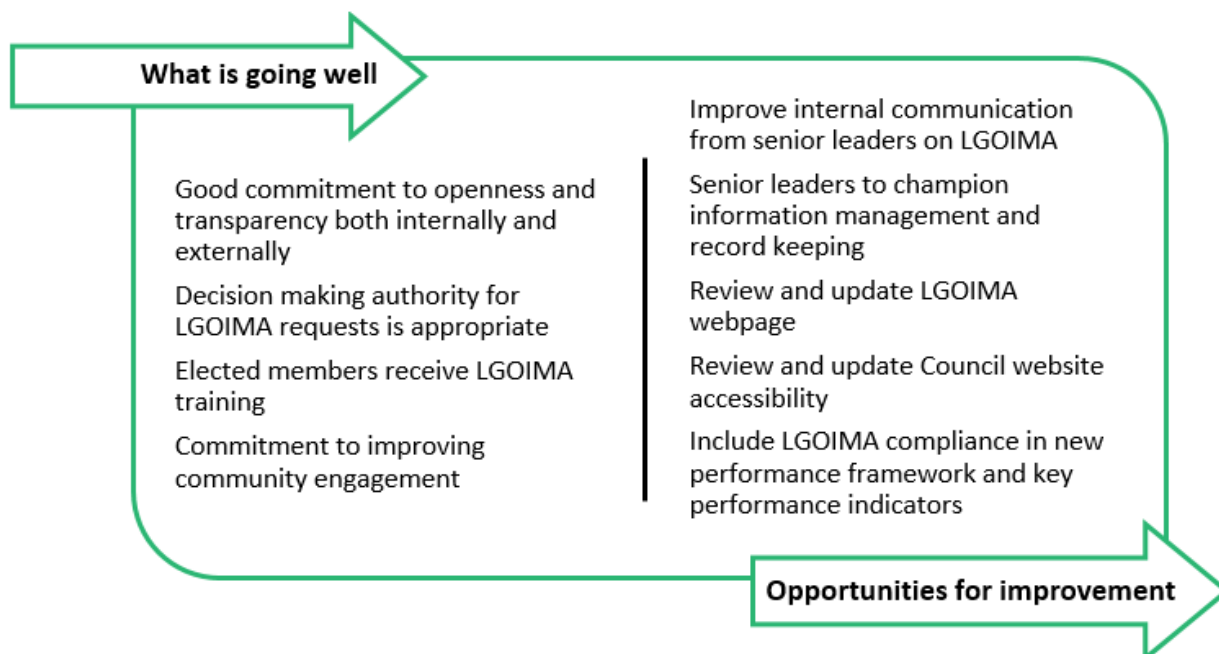 What is going well
Good commitment to openness and
transparency both internally and
externally
Decision making authority for
LGOIMA requests is appropriate
Elected members receive LGOIMA
training
Commitment to improving
community engagement
Improve internal communication
from senior leaders on LGOIMA
Senior leaders to champion
information management and
record keeping
Review and update LGOIMA
webpage
Review and update Council website
accessibility
Include LGOIMA compliance in new
performance framework and key
performance indicators
Opportunities for improvement